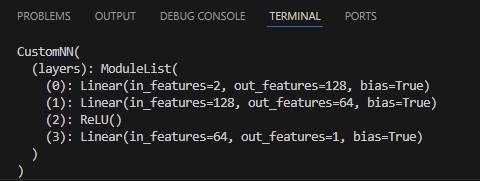 PROBLEMS OUTPUT DEBUG CONSOLE TERMINAL PORTS
CustomNN(
  (layers): ModuleList(
    (0): Linear(in_features=2, out_features=128, bias=True)
    (1): Linear(in_features=128, out_features=64, bias=True)
    (2): ReLU()
    (3): Linear(in_features=64, out_features=1, bias=True)
  )
)